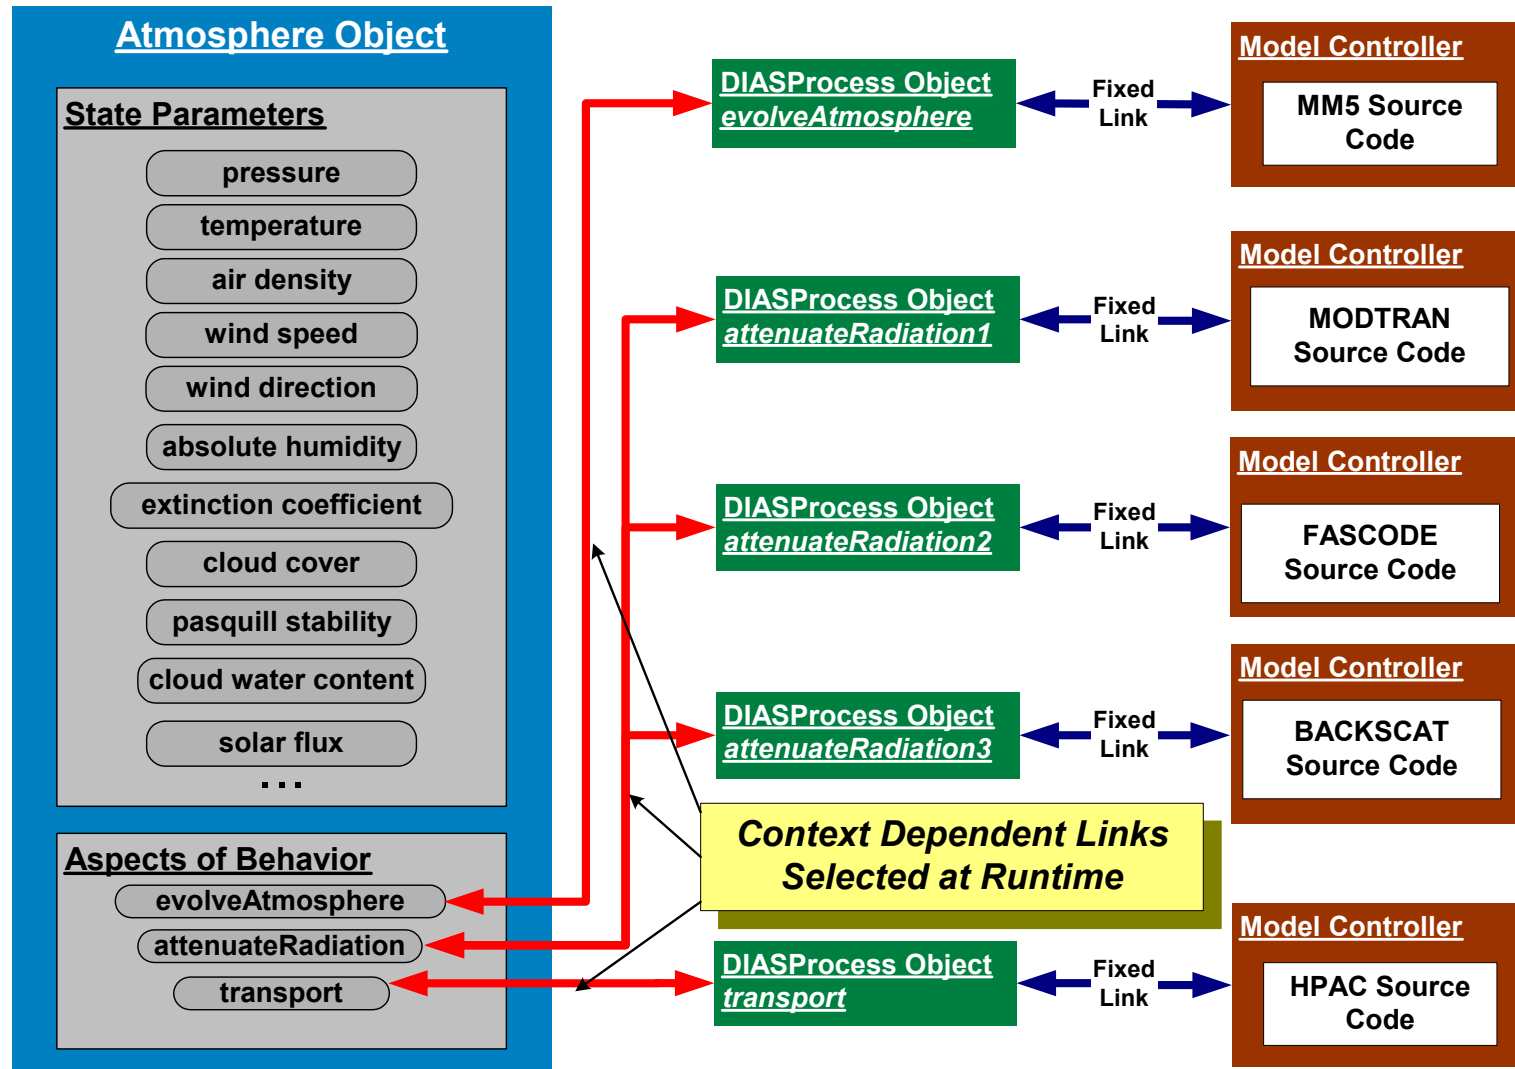 Atmosphere Object
State Parameters
pressure
temperature
air density
wind speed
wind direction
absolute humidity
extinction coefficient
cloud cover
pasquill stability
cloud water content
solar flux
...
Aspects of Behavior
evolveAtmosphere
attenuateRadiation
transport
DIASProcess Object
evolveAtmosphere
Fixed
Link
Model Controller
MM5 Source
Code
DIASProcess Object
attenuateRadiation1
Fixed
Link
Model Controller
MODTRAN
Source Code
DIASProcess Object
attenuateRadiation2
Fixed
Link
Model Controller
FASCODE
Source Code
DIASProcess Object
attenuateRadiation3
Fixed
Link
Model Controller
BACKSCAT
Source Code
Context Dependent Links
Selected at Runtime
DIASProcess Object
transport
Fixed
Link
Model Controller
HPAC Source
Code